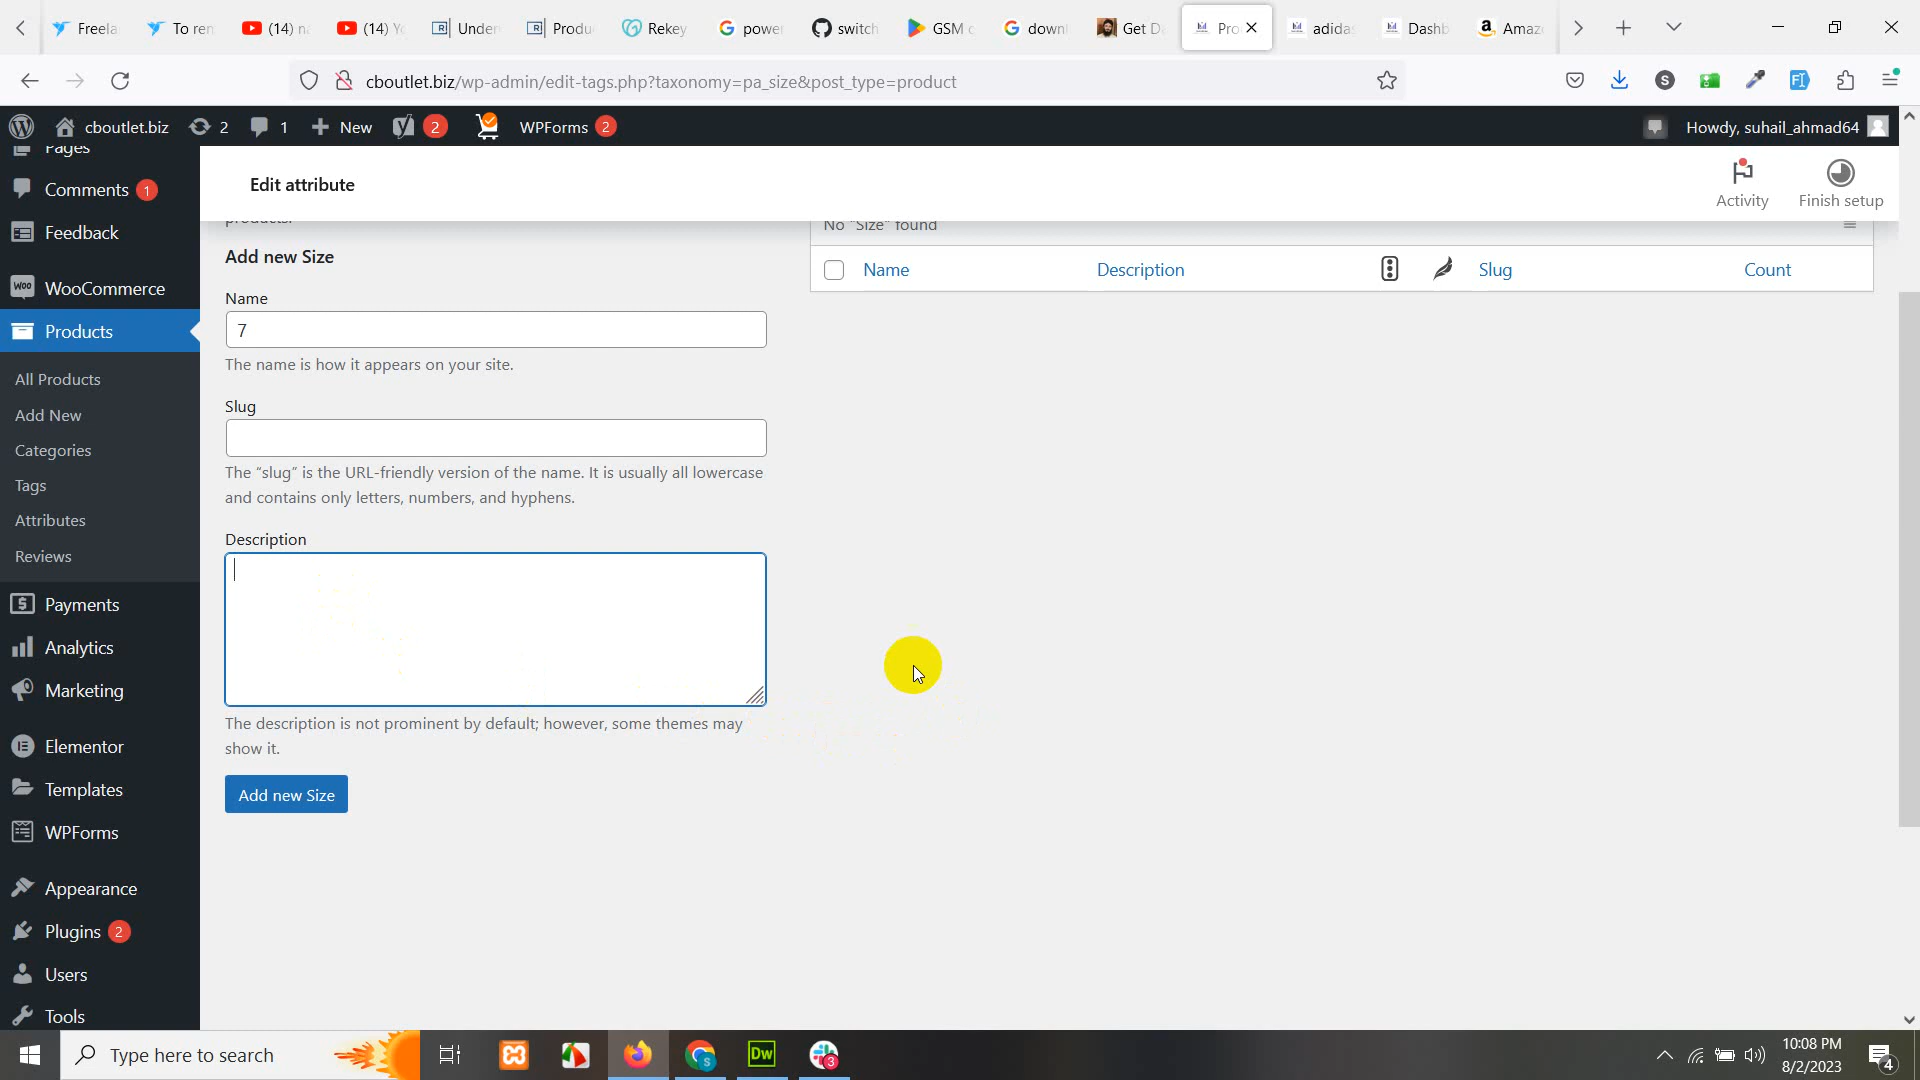 Freela
To ren
(14) n
(14) Y
Under
Produ
Rekey
powe
switch
GSM c
down
Get D
Pro
adida
Dashb
Amaz
cboutlet.biz/wp-admin/edit-tags.php?taxonomy=pa_size&post_type=product
cboutlet.biz
2
1
New
2
WPForms 2
Howdy, suhail_ahmad64
Pages
Comments 1
Feedback
WooCommerce
Products
All Products
Add New
Categories
Tags
Attributes
Reviews
Payments
Analytics
Marketing
Elementor
Templates
WPForms
Appearance
Plugins 2
Users
Tools
Edit attribute
Activity
Finish setup
products.
Add new Size
Name
7
The name is how it appears on your site.
Slug
The “slug” is the URL-friendly version of the name. It is usually all lowercase
and contains only letters, numbers, and hyphens.
Description
The description is not prominent by default; however, some themes may
show it.
Add new Size
No “Size” found
Name
Description
Slug
Count
Type here to search
Dw
3
10:08 PM
8/2/2023
4